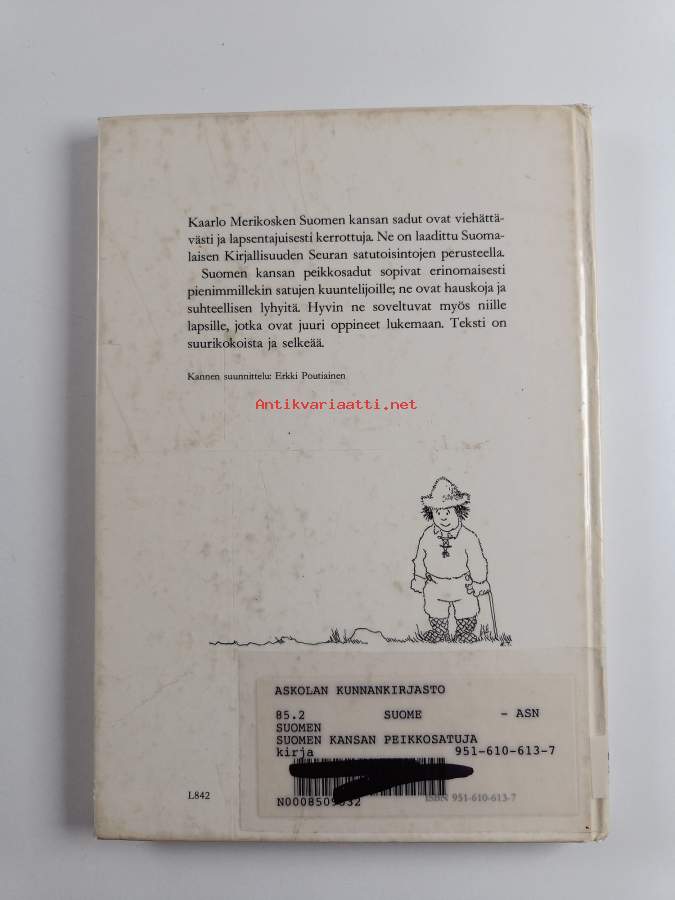 Kaarlo Merikosken Suomen kansan sadut ovat viehättä-
västi ja lapsentajuisesti kerrottuja. Ne on laadittu Suoma-
laisen Kirjallisuuden Seuran satutoisintojen perusteella.
Suomen kansan peikkosadut sopivat erinomaisesti
pienimmillekin satujen kuuntelijoille; ne ovat hauskoja ja
suhteellisen lyhyitä. Hyvin ne soveltuvat myös niille
lapsille, jotka ovat juuri oppineet lukemaan. Teksti on
suurikokoista ja selkeää.
Kannen suunnittelu: Erkki Poutiainen
Antikvariaatti.net
ASKOLAN KUNNANKIRJASTO
85.2 SUOME - ASN
SUOMEN
SUOMEN KANSAN PEIKKOSATUJA
kirja 951-610-613-7
L842
ISBN 951-610-613-7